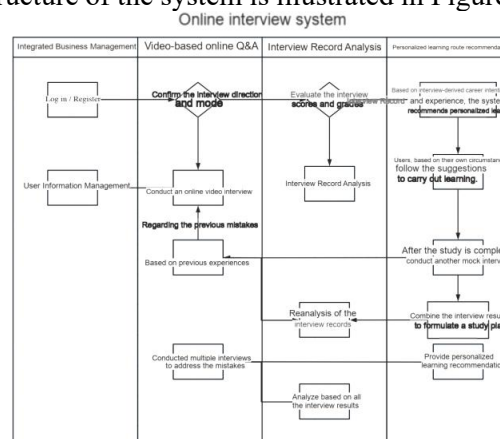 ructure of the system is illustrated in Figure
Online interview system
Integrated Business Management
Video-based online Q&A
Interview Record Analysis
Personalized learning route recommenda
Log in / Register
Confirm the interview direction
and mode
Evaluate the interview
scores and grades
Interview Record
Based on interview-derived career intent
and experience, the syste
recommends personalized lea
User Information Management
Conduct an online video interview
Interview Record Analysis
Users, based on their own circumstan
follow the suggestions
to carry out learning.
Regarding the previous mistakes
Based on previous experiences
After the study is comple
conduct another mock interv
Reanalysis of the
interview records
Combine the interview resu
to formulate a study pla
Conducted multiple interviews
to address the mistakes
Provide personalized
learning recommendation
Analyze based on all
the interview results